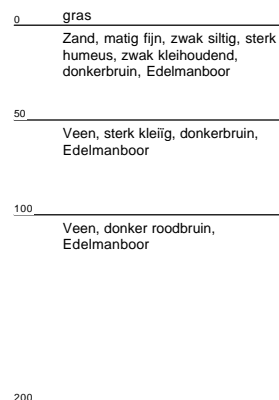 0 gras
Zand, matig fijn, zwak siltig, sterk
humeus, zwak kleihoudend,
donkerbruin, Edelmanboor
50
Veen, sterk kleiïg, donkerbruin,
Edelmanboor
100
Veen, donker roodbruin,
Edelmanboor
200